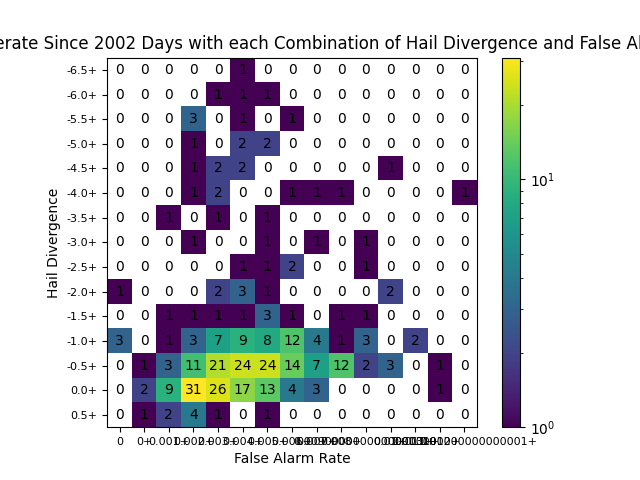 erate Since 2002 Days with each Combination of Hail Divergence and False Al
-6.5+ 0 0 0 0 0 1 0 0 0 0 0 0 0 0 0
-6.0+ 0 0 0 0 1 1 1 0 0 0 0 0 0 0 0
-5.5+ 0 0 0 3 0 1 0 1 0 0 0 0 0 0 0
-5.0+ 0 0 0 1 0 2 2 0 0 0 0 0 0 0 0
-4.5+ 0 0 0 1 2 2 0 0 0 0 0 1 0 0 0
-4.0+ 0 0 0 1 2 0 0 1 1 1 0 0 0 0 1
-3.5+ 0 0 1 0 1 0 1 0 0 0 0 0 0 0 0
-3.0+ 0 0 0 1 0 0 1 0 1 0 1 0 0 0 0
-2.5+ 0 0 0 0 0 1 1 2 0 0 1 0 0 0 0
-2.0+ 1 0 0 0 2 3 1 0 0 0 0 2 0 0 0
-1.5+ 0 0 1 1 1 1 3 1 0 1 1 0 0 0 0
-1.0+ 3 0 1 3 7 9 8 12 4 1 3 0 2 0 0
-0.5+ 0 1 3 11 21 24 24 14 7 12 2 3 0 1 0
0.0+ 0 2 9 31 26 17 13 4 3 0 0 0 0 1 0
0.5+ 0 1 2 4 1 0 1 0 0 0 0 0 0 0 0
Hail Divergence
0 0+
False Alarm Rate
10¹
10⁰